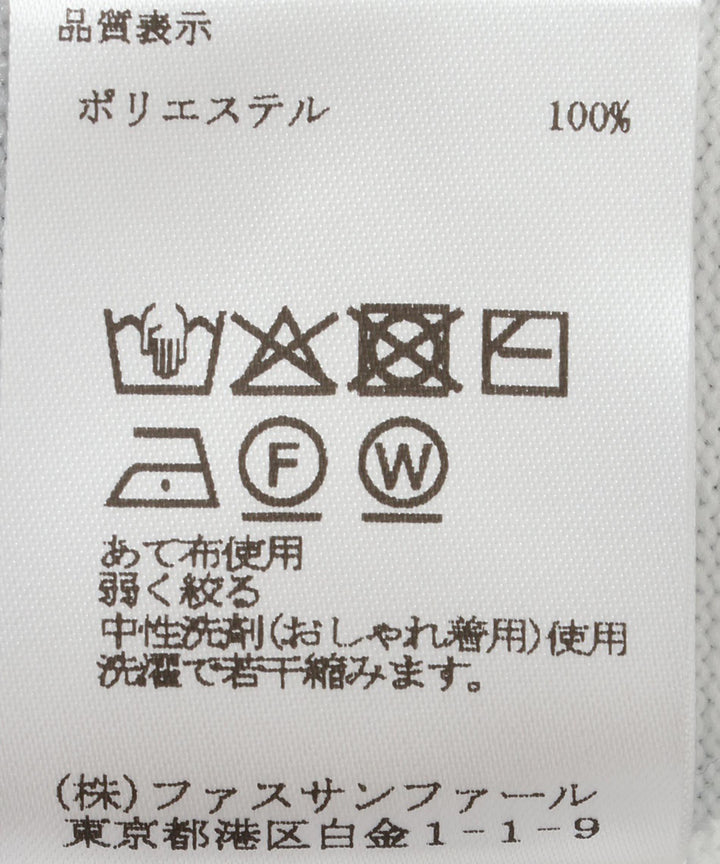 品質表示
ポリエステル 100%
F W
あて布使用
弱く絞る
中性洗剤(おしゃれ着用)使用
洗濯で若干縮みます。
(株)ファスサンファール
東京都港区白金1-1-9